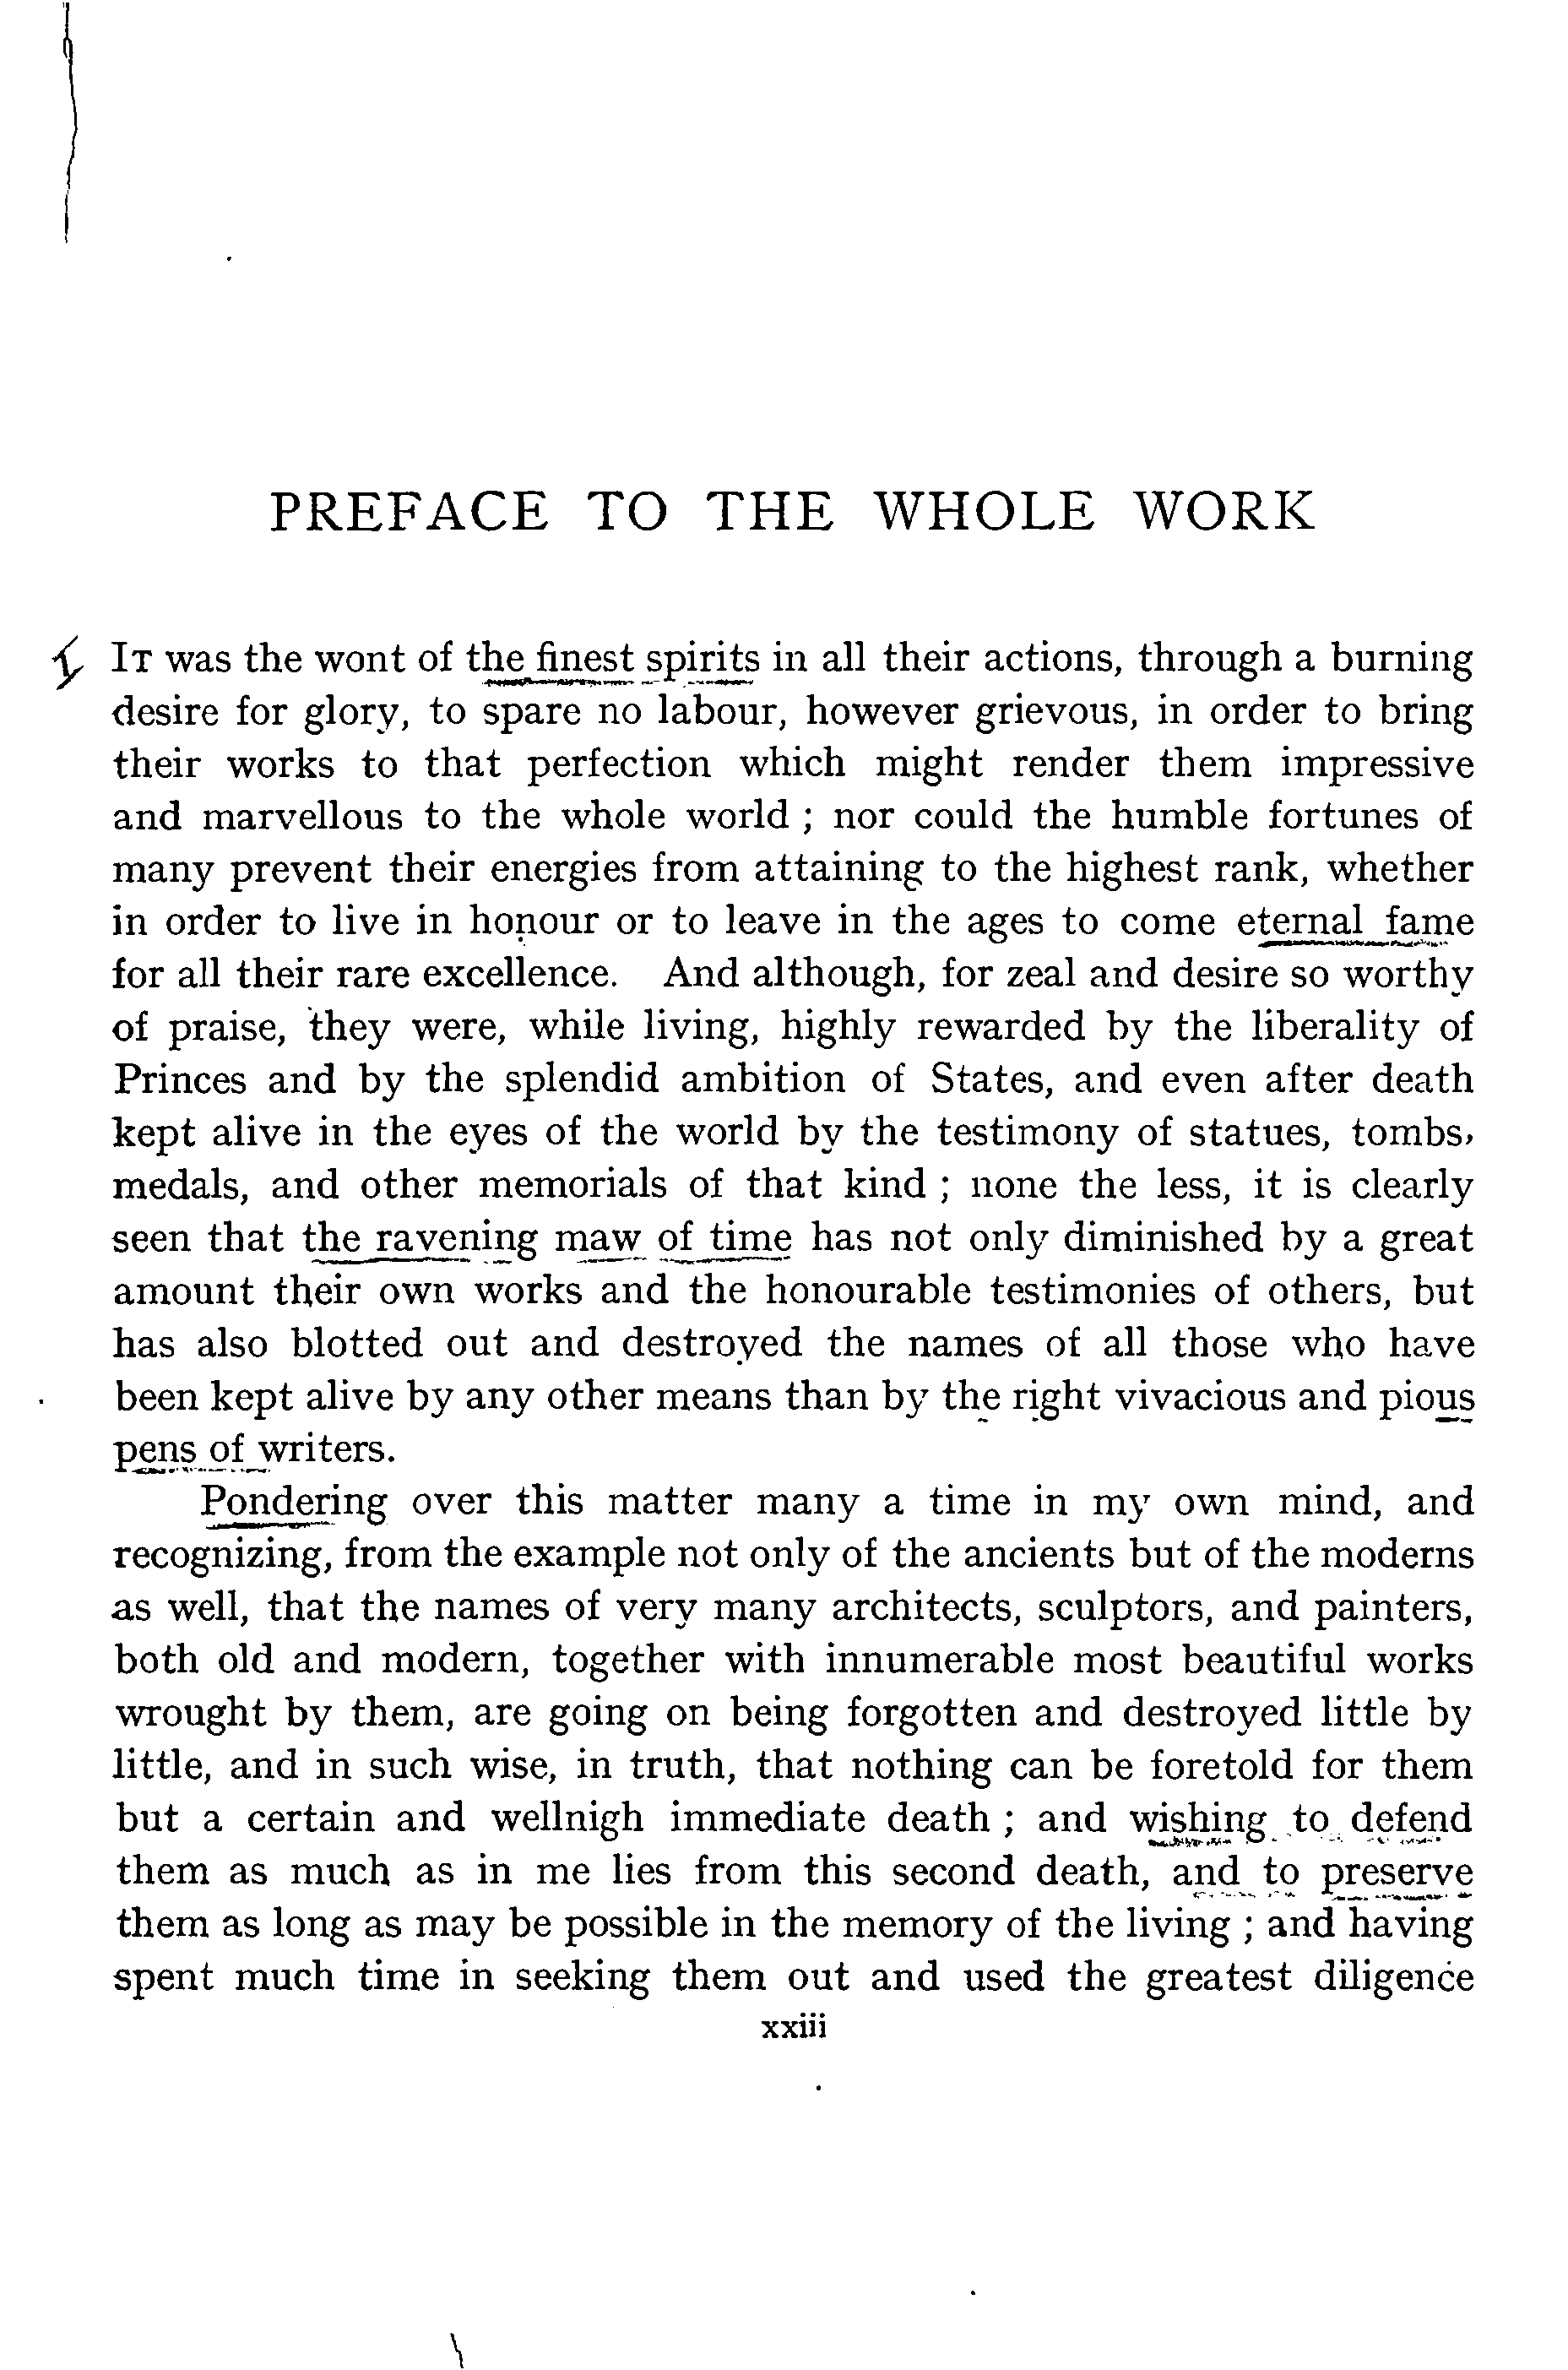 PREFACE TO THE WHOLE WORK
IT was the wont of the finest spirits in all their actions, through a burning
desire for glory, to spare no labour, however grievous, in order to bring
their works to that perfection which might render them impressive
and marvellous to the whole world ; nor could the humble fortunes of
many prevent their energies from attaining to the highest rank, whether
in order to live in honour or to leave in the ages to come eternal fame
for all their rare excellence. And although, for zeal and desire so worthy
of praise, they were, while living, highly rewarded by the liberality of
Princes and by the splendid ambition of States, and even after death
kept alive in the eyes of the world by the testimony of statues, tombs,
medals, and other memorials of that kind ; none the less, it is clearly
seen that the ravening maw of time has not only diminished by a great
amount their own works and the honourable testimonies of others, but
has also blotted out and destroyed the names of all those who have
been kept alive by any other means than by the right vivacious and pious
pens of writers.
Pondering over this matter many a time in my own mind, and
recognizing, from the example not only of the ancients but of the moderns
as well, that the names of very many architects, sculptors, and painters,
both old and modern, together with innumerable most beautiful works
wrought by them, are going on being forgotten and destroyed little by
little, and in such wise, in truth, that nothing can be foretold for them
but a certain and wellnigh immediate death ; and wishing to defend
them as much as in me lies from this second death, and to preserve
them as long as may be possible in the memory of the living ; and having
spent much time in seeking them out and used the greatest diligence
xxiii